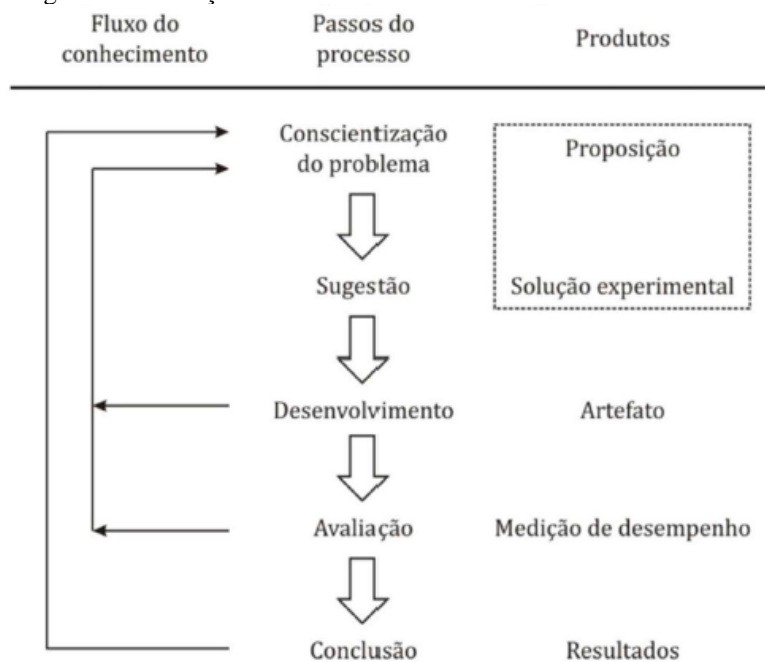 Fluxo do
conhecimento
Passos do
processo
Produtos
Conscientização
do problema
Proposição
Sugestão
Solução experimental
Desenvolvimento
Artefato
Avaliação
Medição de desempenho
Conclusão
Resultados